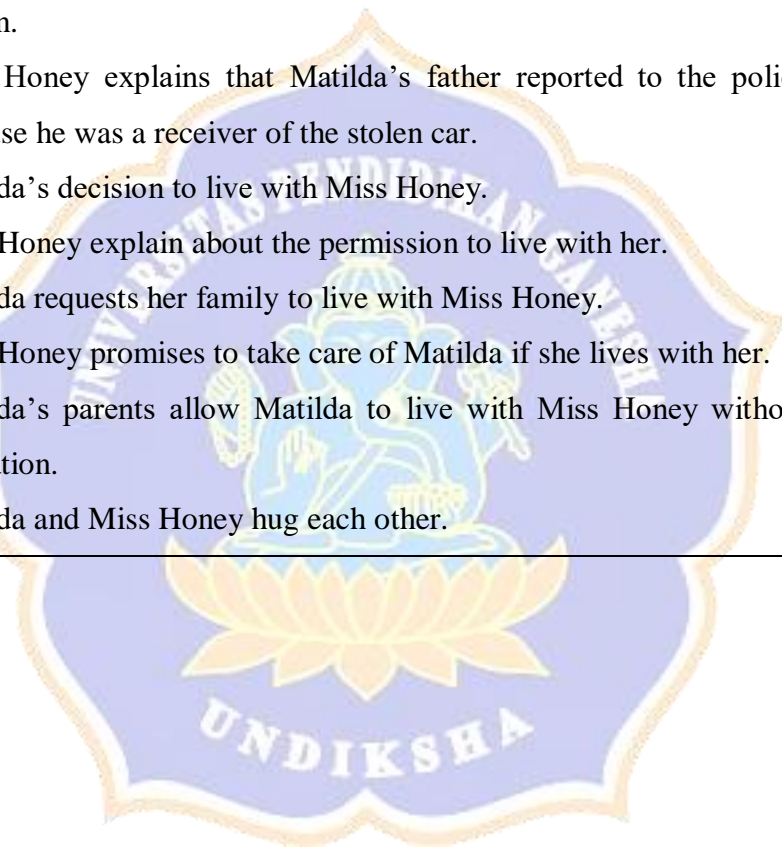 n.
Honey explains that Matilda's father reported to the polic
se he was a receiver of the stolen car.
da's decision to live with Miss Honey.
Honey explain about the permission to live with her.
da requests her family to live with Miss Honey.
Honey promises to take care of Matilda if she lives with her.
da's parents allow Matilda to live with Miss Honey witho
tion.
da and Miss Honey hug each other.
UNIVERSITAS PENDIDIKAN GANESHA
UNDIKSHA